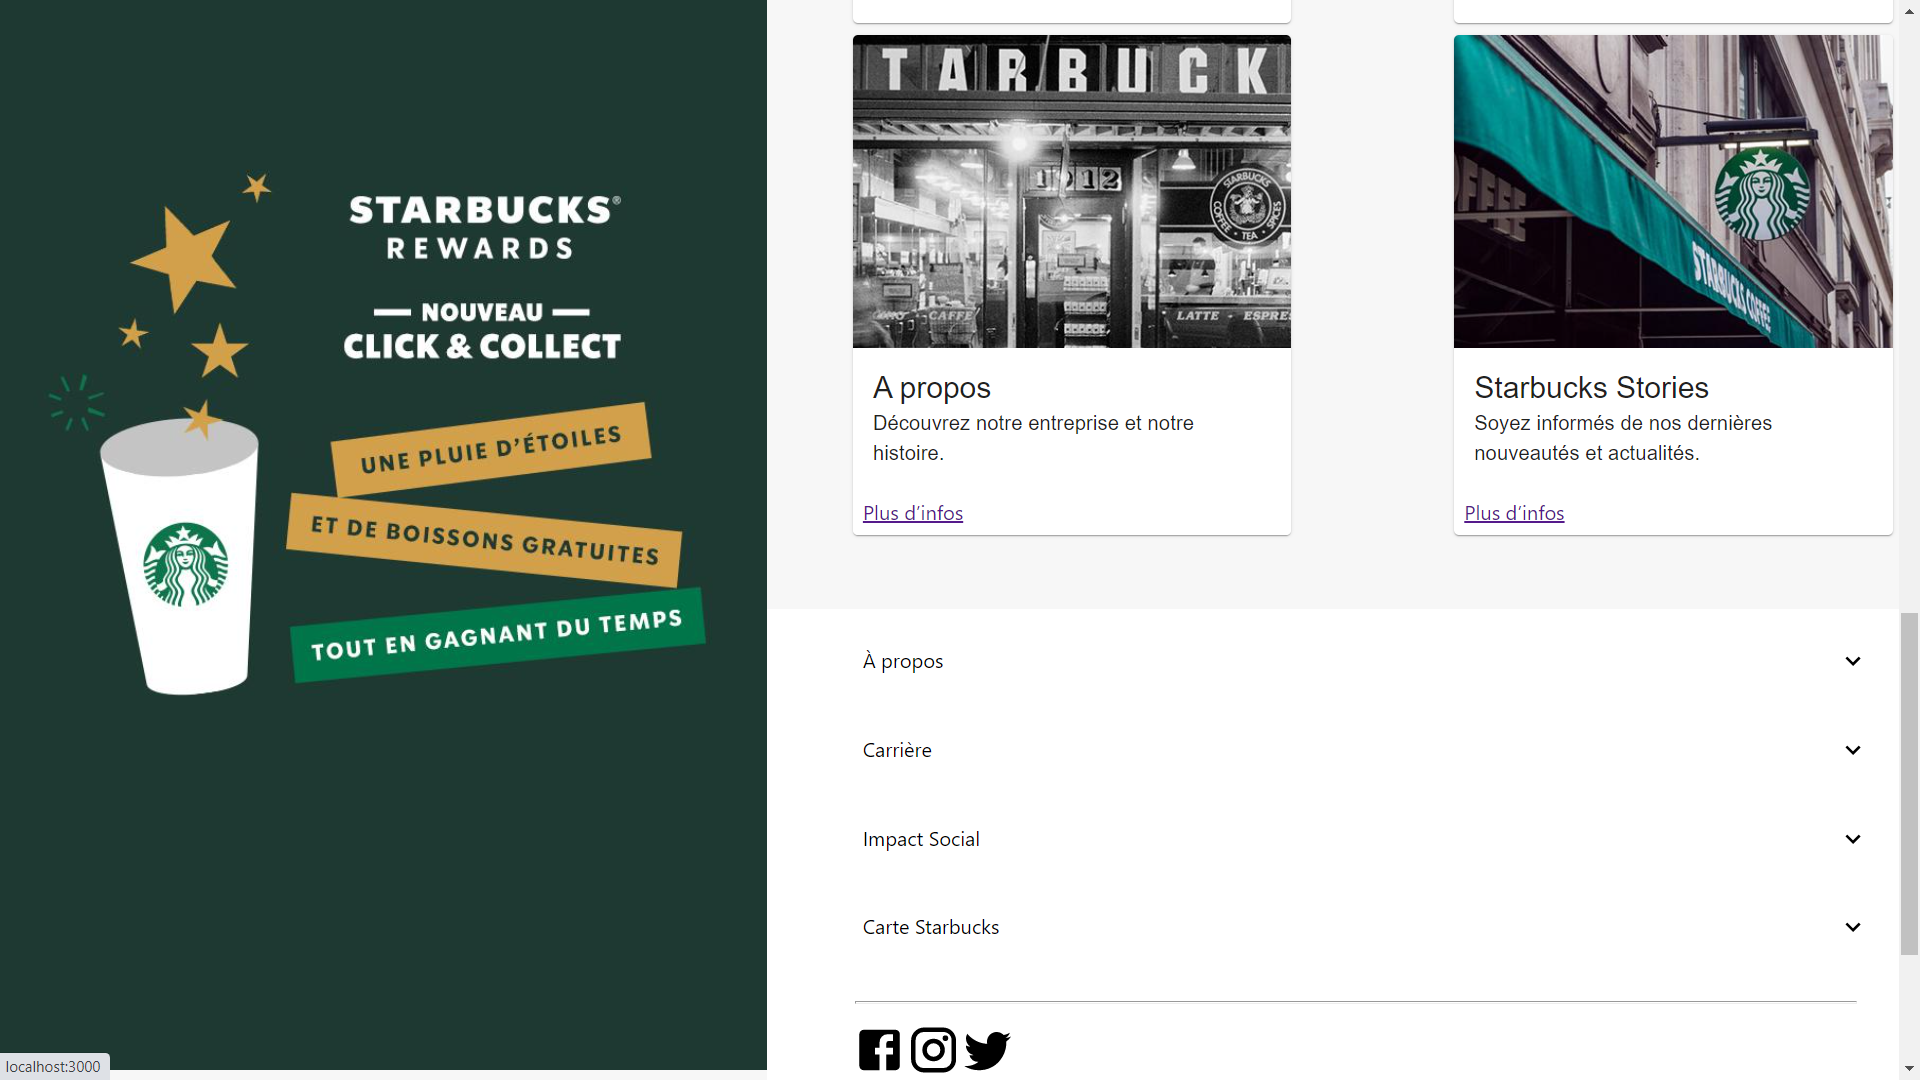 STARBUCKS®
REWARDS
NOUVEAU
CLICK & COLLECT
UNE PLUIE D'ÉTOILES
ET DE BOISSONS GRATUITES
TOUT EN GAGNANT DU TEMPS
TARBUCK
1912
STARBUCKS
COFFEE • TEA • SPICES
CAFFE
LATTE - ESPRE
A propos
Découvrez notre entreprise et notre
histoire.
Plus d’infos
COFFEE
STARBUCKS COFFEE
Starbucks Stories
Soyez informés de nos dernières
nouveautés et actualités.
Plus d’infos
À propos
Carrière
Impact Social
Carte Starbucks
localhost:3000